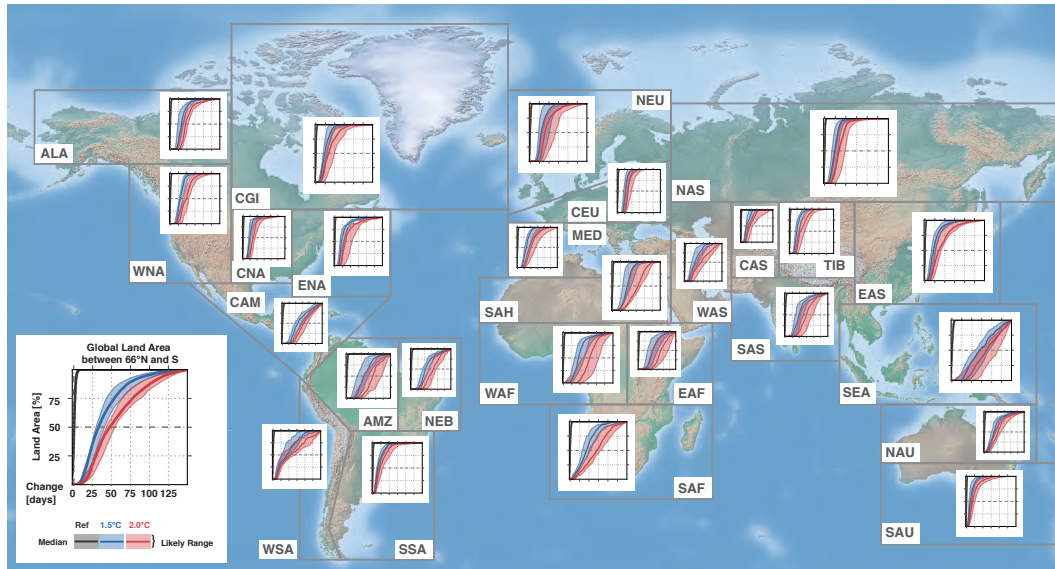 NEU
ALA
CGI
NAS
CEU
MED
WNA
CNA
ENA
CAS
TIB
EAS
CAM
SAH
WAS
SAS
WAF
EAF
SEA
AMZ
NEB
NAU
SAF
SAU
WSA
SSA
Global Land Area
between 66°N and S
Land Area [%]
75
50
25
Change
[days]
0 25 50 75 100 125
Ref 1.5°C 2.0°C
Median } Likely Range